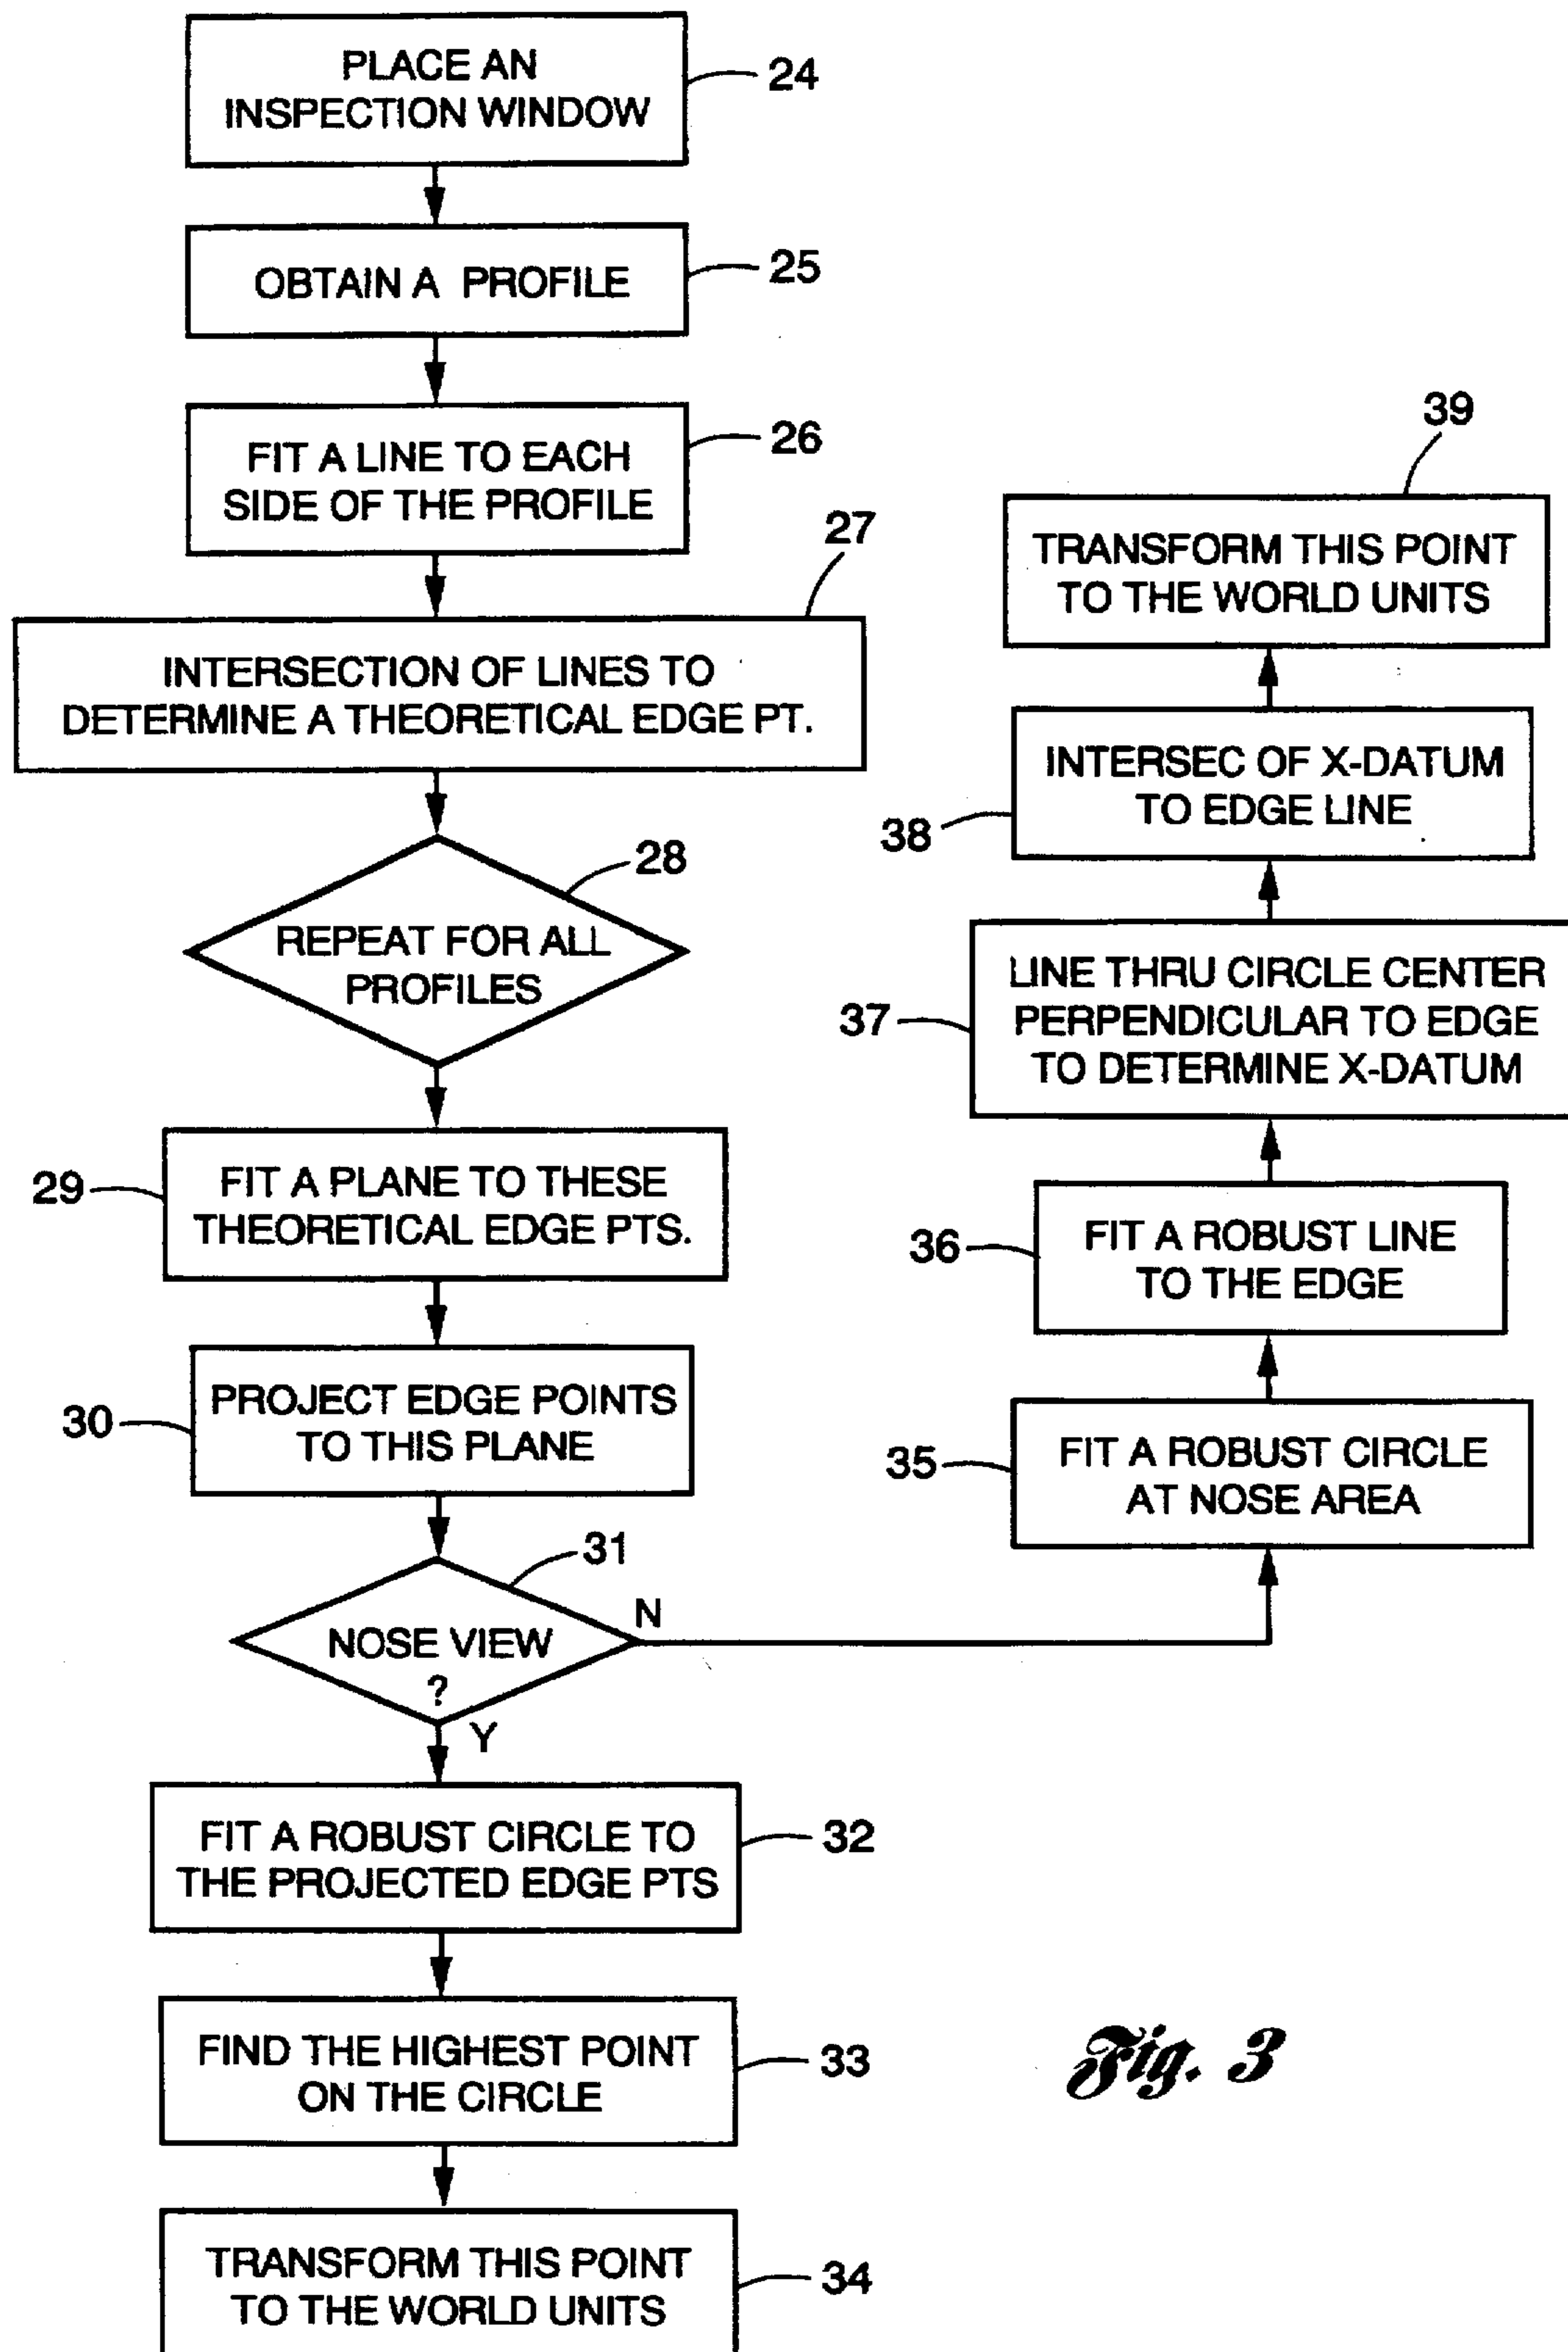 PLACE AN
INSPECTION WINDOW
24
OBTAIN A PROFILE
25
FIT A LINE TO EACH
SIDE OF THE PROFILE
26
INTERSECTION OF LINES TO
DETERMINE A THEORETICAL EDGE PT.
27
REPEAT FOR ALL
PROFILES
28
FIT A PLANE TO THESE
THEORETICAL EDGE PTS.
29
PROJECT EDGE POINTS
TO THIS PLANE
30
NOSE VIEW
?
31
N
Y
FIT A ROBUST CIRCLE TO
THE PROJECTED EDGE PTS
32
FIND THE HIGHEST POINT
ON THE CIRCLE
33
TRANSFORM THIS POINT
TO THE WORLD UNITS
34
39
TRANSFORM THIS POINT
TO THE WORLD UNITS
INTERSEC OF X-DATUM
TO EDGE LINE
38
LINE THRU CIRCLE CENTER
PERPENDICULAR TO EDGE
TO DETERMINE X-DATUM
37
FIT A ROBUST LINE
TO THE EDGE
36
FIT A ROBUST CIRCLE
AT NOSE AREA
35
Fig. 3